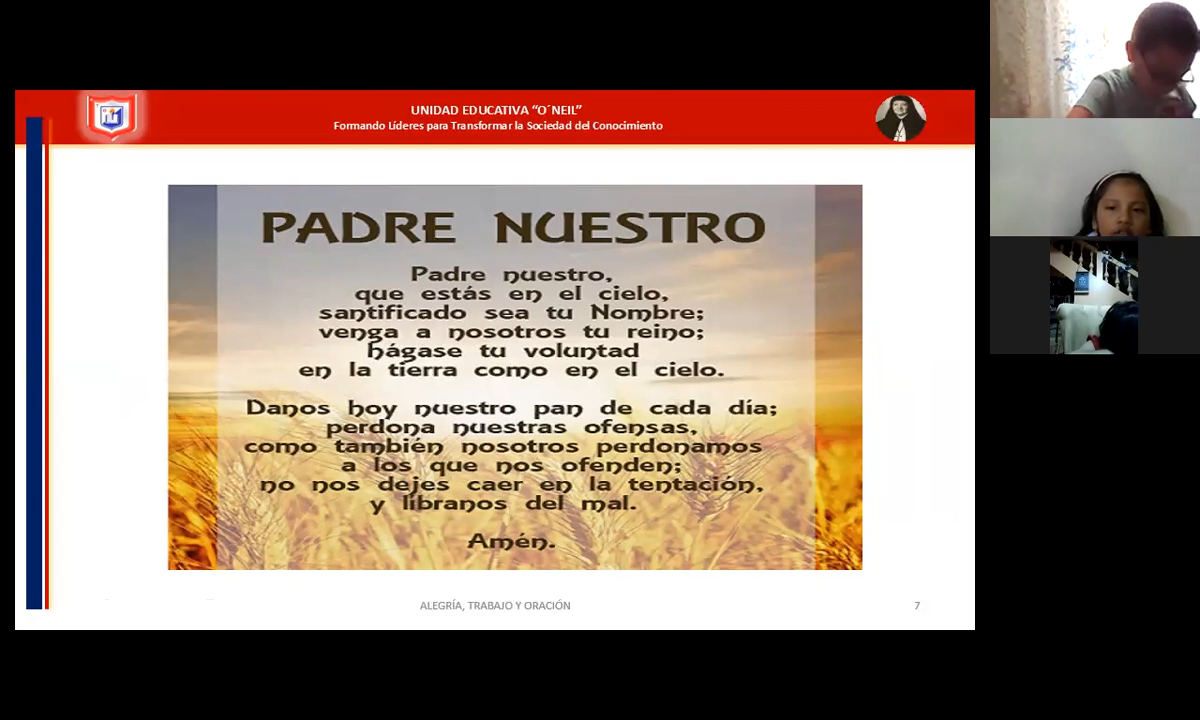 UNIDAD EDUCATIVA “O´NEIL”
Formando Líderes para Transformar la Sociedad del Conocimiento
PADRE NUESTRO
Padre nuestro,
que estás en el cielo,
santificado sea tu Nombre;
venga a nosotros tu reino;
hágase tu voluntad
en la tierra como en el cielo.
Danos hoy nuestro pan de cada día;
perdona nuestras ofensas,
como también nosotros perdonamos
a los que nos ofenden;
no nos dejes caer en la tentación,
y líbranos del mal.
Amén.
ALEGRÍA, TRABAJO Y ORACIÓN
7